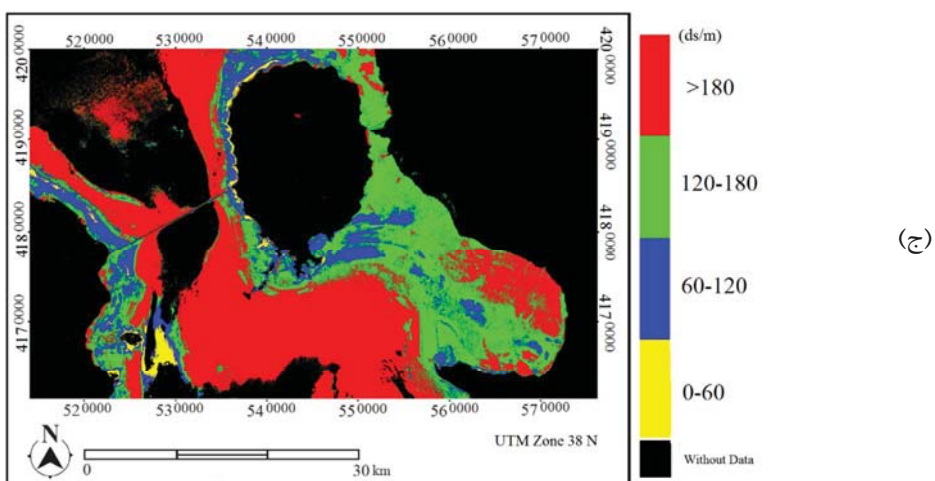 520000 530000 540000 550000 560000 570000
4200000 4190000 4180000 4170000
4200000 4190000 4180000 4170000
520000 530000 540000 550000 560000 570000
N
0 30 km
UTM Zone 38 N
(ds/m)
>180
120-180
60-120
0-60
Without Data
(ج)